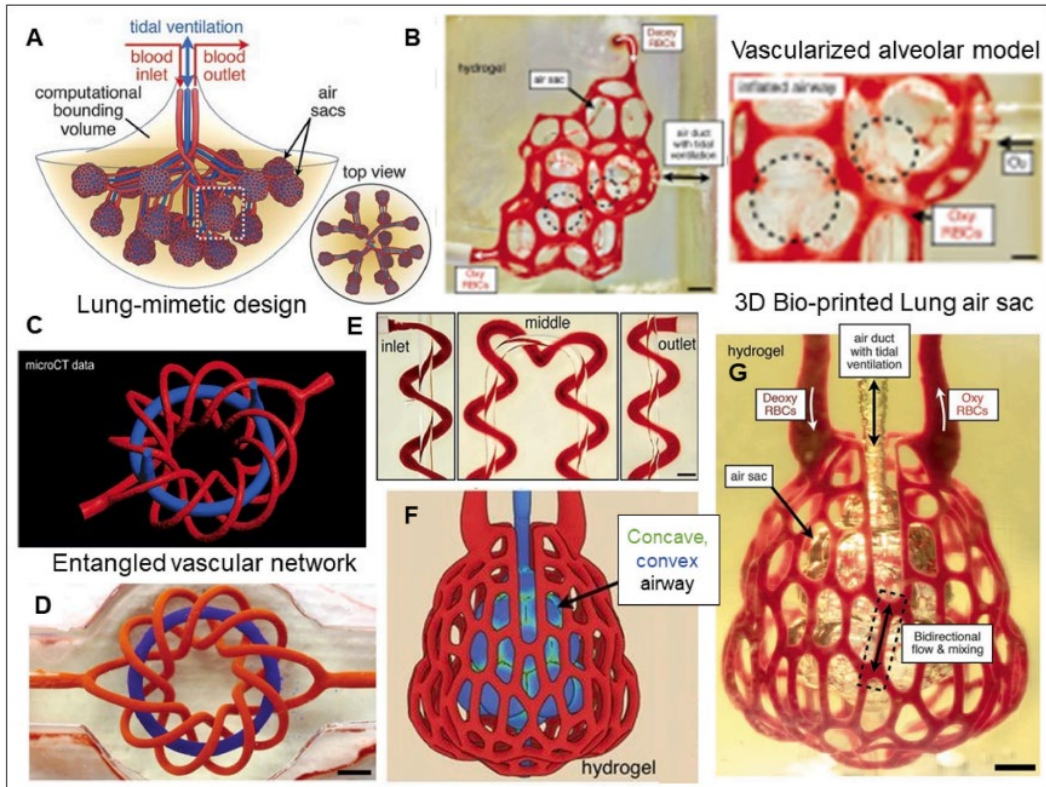 A
tidal ventilation
blood
inlet
blood
outlet
computational
bounding
volume
air
sacs
top view
Lung-mimetic design
B
Deoxy
RBCs
hydrogel
air sac
air duct
with tidal
ventilation
Oxy
RBCs
Vascularized alveolar model
inflated airway
O₂
Oxy
RBCs
3D Bio-printed Lung air sac
C
microCT data
Entangled vascular network
D
E
inlet
middle
outlet
F
Concave,
convex
airway
hydrogel
G
hydrogel
air duct
with tidal
ventilation
Deoxy
RBCs
Oxy
RBCs
air sac
Bidirectional
flow & mixing